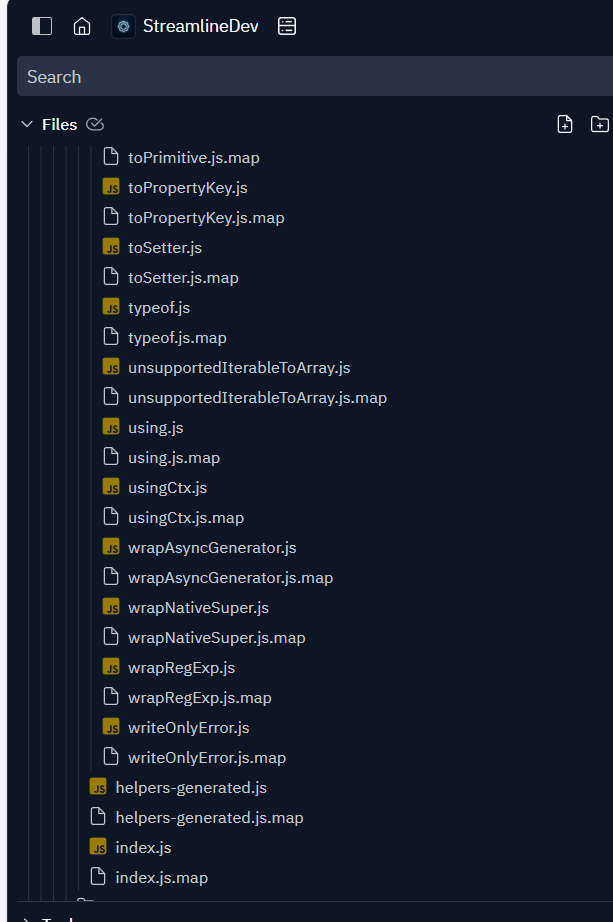 StreamlineDev
Search
Files
toPrimitive.js.map
JS toPropertyKey.js
toPropertyKey.js.map
JS toSetter.js
toSetter.js.map
JS typeof.js
typeof.js.map
JS unsupportedIterableToArray.js
unsupportedIterableToArray.js.map
JS using.js
using.js.map
JS usingCtx.js
usingCtx.js.map
JS wrapAsyncGenerator.js
wrapAsyncGenerator.js.map
JS wrapNativeSuper.js
wrapNativeSuper.js.map
JS wrapRegExp.js
wrapRegExp.js.map
JS writeOnlyError.js
writeOnlyError.js.map
JS helpers-generated.js
helpers-generated.js.map
JS index.js
index.js.map